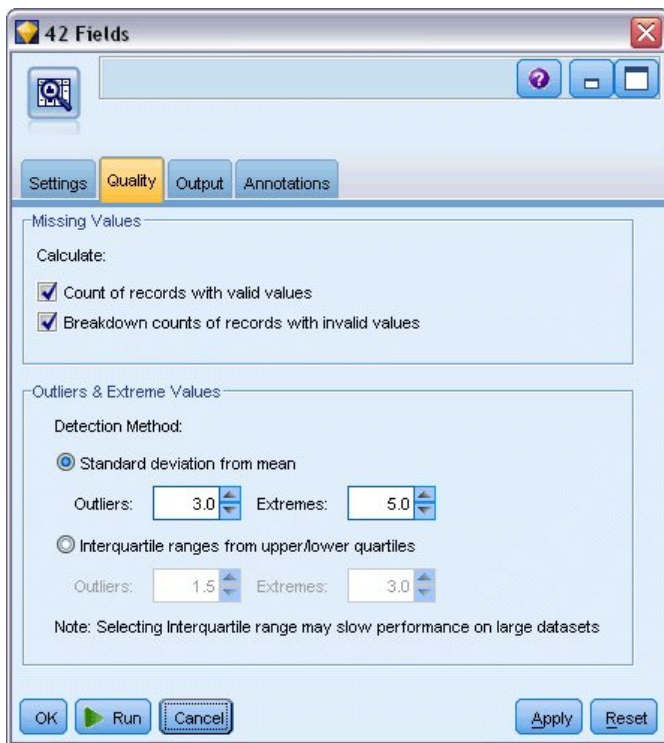 42 Fields
Settings Quality Output Annotations
Missing Values
Calculate:
Count of records with valid values
Breakdown counts of records with invalid values
Outliers & Extreme Values
Detection Method:
Standard deviation from mean
Outliers: 3.0 Extremes: 5.0
Interquartile ranges from upper/lower quartiles
Outliers: 1.5 Extremes: 3.0
Note: Selecting Interquartile range may slow performance on large datasets
OK Run Cancel Apply Reset